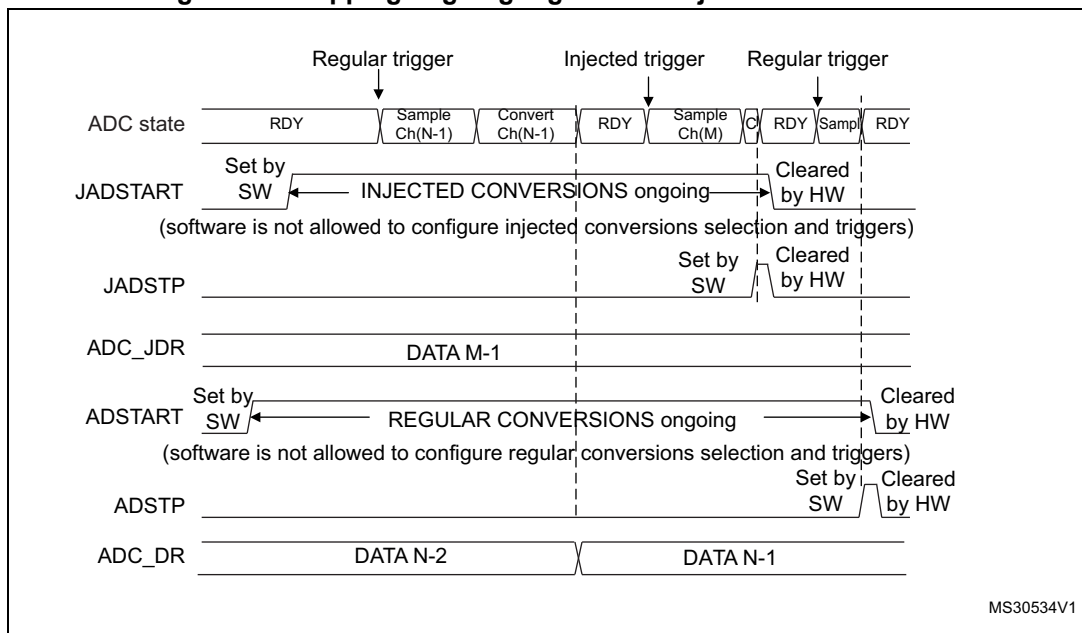 Regular trigger Injected trigger Regular trigger
ADC state RDY Sample Ch(N-1) Convert Ch(N-1) RDY Sample Ch(M) C RDY Sampl RDY
JADSTART Set by SW INJECTED CONVERSIONS ongoing Cleared by HW
(software is not allowed to configure injected conversions selection and triggers)
JADSTP Set by SW Cleared by HW
ADC_JDR DATA M-1
ADSTART Set by SW REGULAR CONVERSIONS ongoing Cleared by HW
(software is not allowed to configure regular conversions selection and triggers)
ADSTP Set by SW Cleared by HW
ADC_DR DATA N-2 DATA N-1
MS30534V1